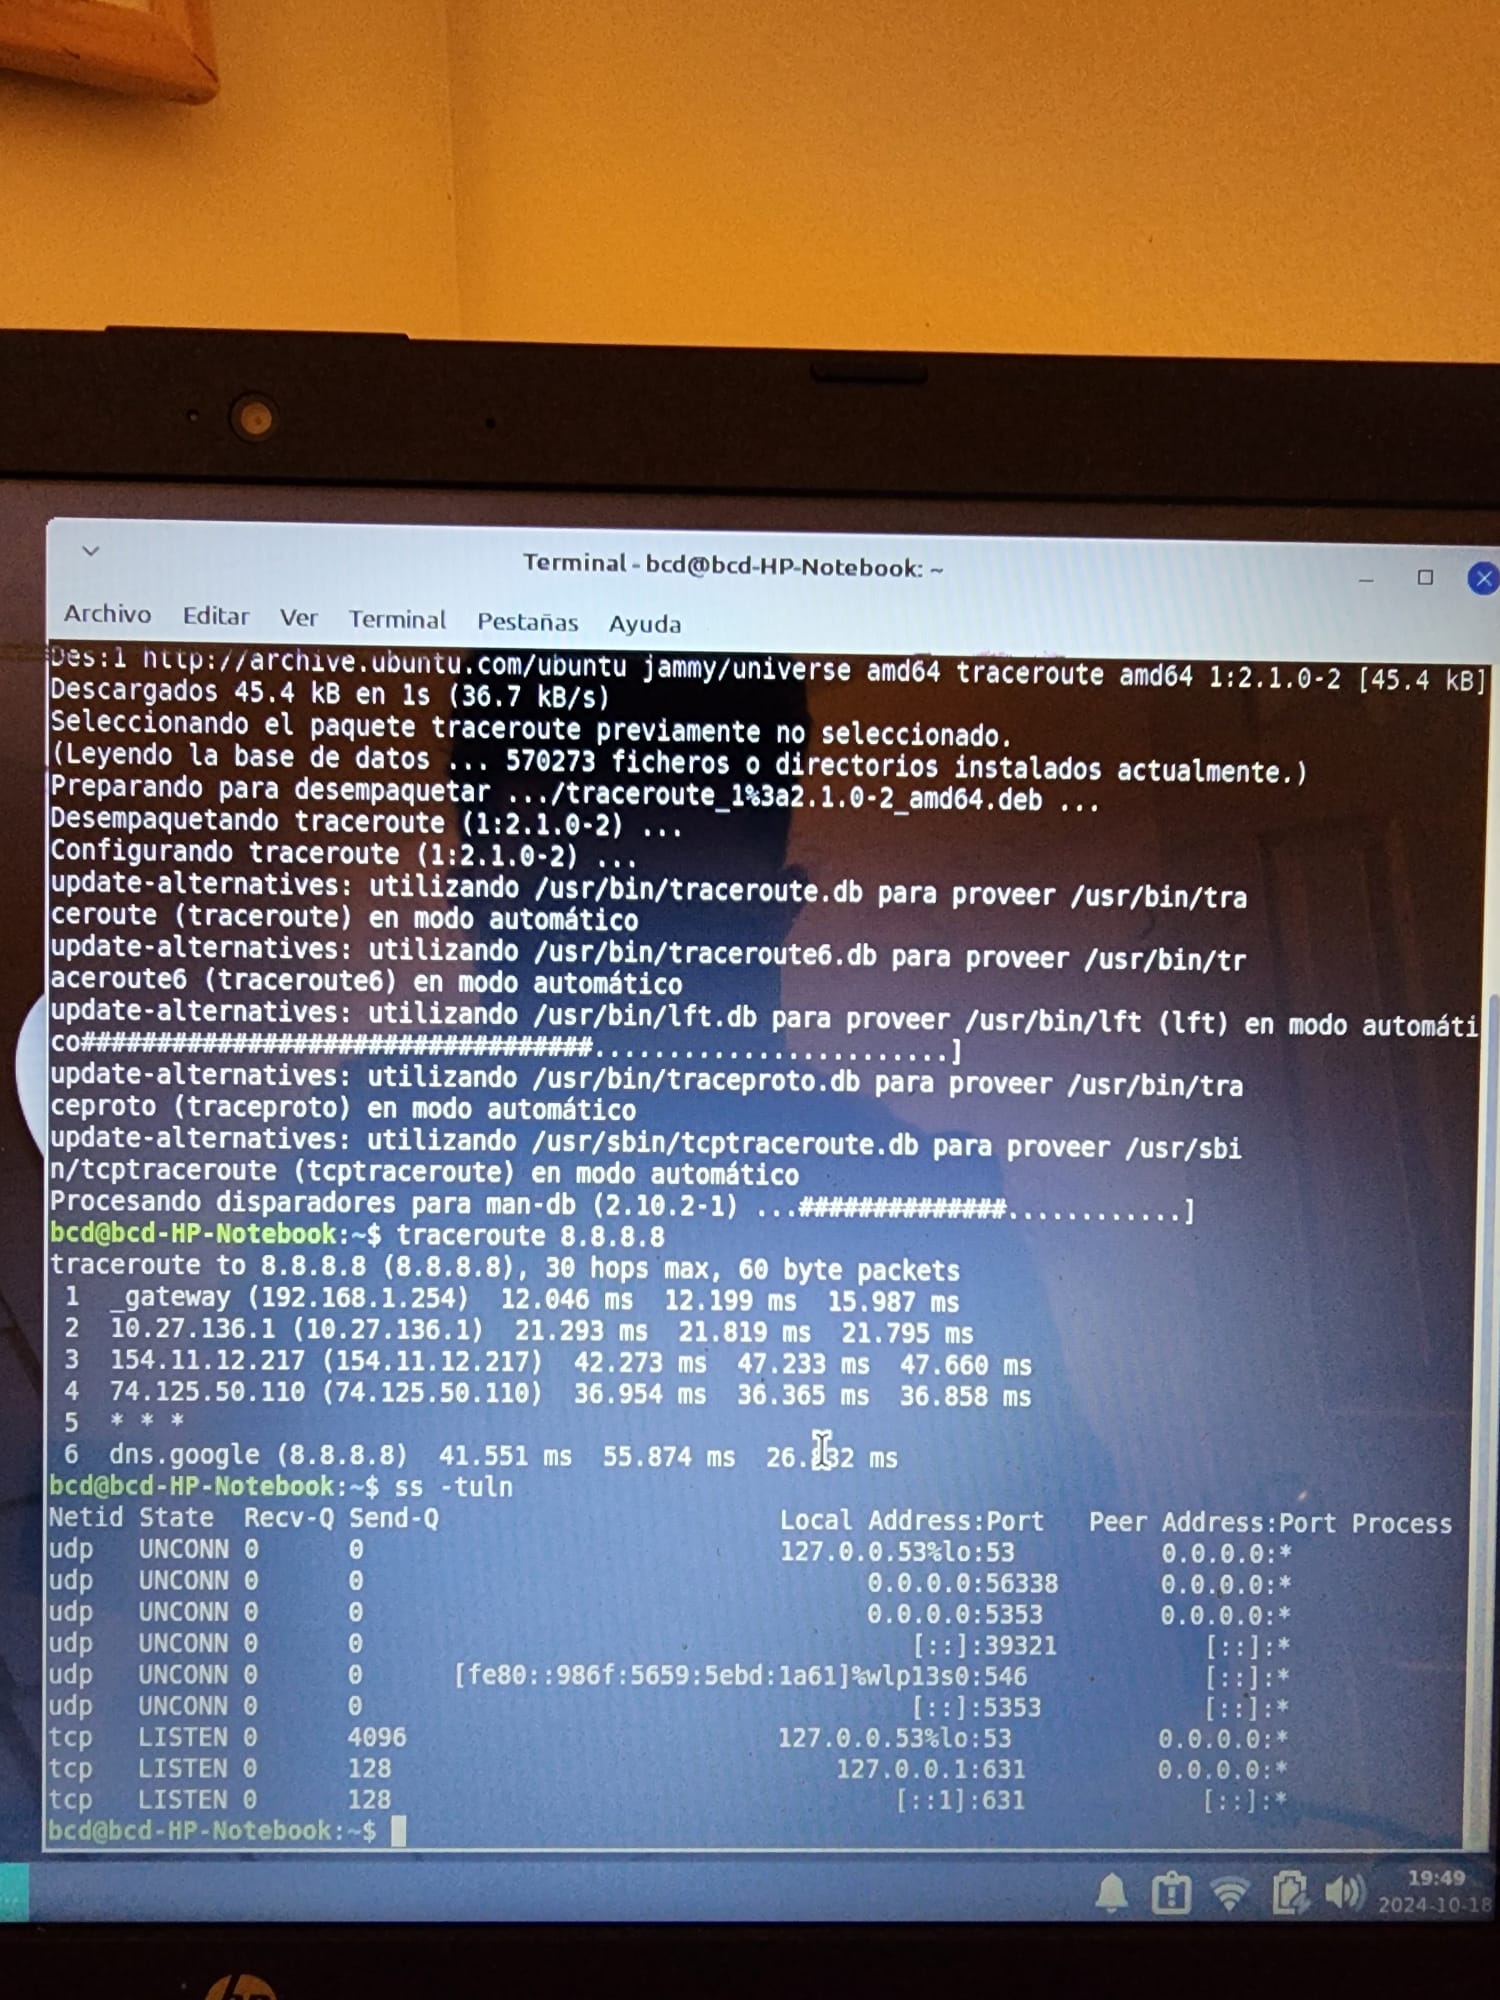 Terminal - bcd@bcd-HP-Notebook: ~
Archivo Editar Ver Terminal Pestañas Ayuda
Des:1 http://archive.ubuntu.com/ubuntu jammy/universe amd64 traceroute amd64 1:2.1.0-2 [45.4 kB]
Descargados 45.4 kB en 1s (36.7 kB/s)
Seleccionando el paquete traceroute previamente no seleccionado.
(Leyendo la base de datos ... 570273 ficheros o directorios instalados actualmente.)
Preparando para desempaquetar .../traceroute_1%3a2.1.0-2_amd64.deb ...
Desempaquetando traceroute (1:2.1.0-2) ...
Configurando traceroute (1:2.1.0-2) ...
update-alternatives: utilizando /usr/bin/traceroute.db para proveer /usr/bin/tra
ceroute (traceroute) en modo automático
update-alternatives: utilizando /usr/bin/traceroute6.db para proveer /usr/bin/tr
aceroute6 (traceroute6) en modo automático
update-alternatives: utilizando /usr/bin/lft.db para proveer /usr/bin/lft (lft) en modo automáti
co##################################........................]
update-alternatives: utilizando /usr/bin/traceproto.db para proveer /usr/bin/tra
ceproto (traceproto) en modo automático
update-alternatives: utilizando /usr/sbin/tcptraceroute.db para proveer /usr/sbi
n/tcptraceroute (tcptraceroute) en modo automático
Procesando disparadores para man-db (2.10.2-1) ...##############............]
bcd@bcd-HP-Notebook:~$ traceroute 8.8.8.8
traceroute to 8.8.8.8 (8.8.8.8), 30 hops max, 60 byte packets
1 _gateway (192.168.1.254) 12.046 ms 12.199 ms 15.987 ms
2 10.27.136.1 (10.27.136.1) 21.293 ms 21.819 ms 21.795 ms
3 154.11.12.217 (154.11.12.217) 42.273 ms 47.233 ms 47.660 ms
4 74.125.50.110 (74.125.50.110) 36.954 ms 36.365 ms 36.858 ms
5 * * *
6 dns.google (8.8.8.8) 41.551 ms 55.874 ms ms
bcd@bcd-HP-Notebook:~$ ss -tuln
Netid State Recv-Q Send-Q Local Address:Port Peer Address:Port Process
udp UNCONN 0 0 127.0.0.53%lo:53 0.0.0.0:*
udp UNCONN 0 0 0.0.0.0:56338 0.0.0.0:*
udp UNCONN 0 0 0.0.0.0:5353 0.0.0.0:*
udp UNCONN 0 0 [::]:39321 [::]:*
udp UNCONN 0 0 [fe80::986f:5659:5ebd:1a61]%wlp13s0:546 [::]:*
udp UNCONN 0 0 [::]:5353 [::]:*
tcp LISTEN 0 4096 127.0.0.53%lo:53 0.0.0.0:*
tcp LISTEN 0 128 127.0.0.1:631 0.0.0.0:*
tcp LISTEN 0 128 [::1]:631 [::]:*
bcd@bcd-HP-Notebook:~$
19:49
2024-10-18
hp